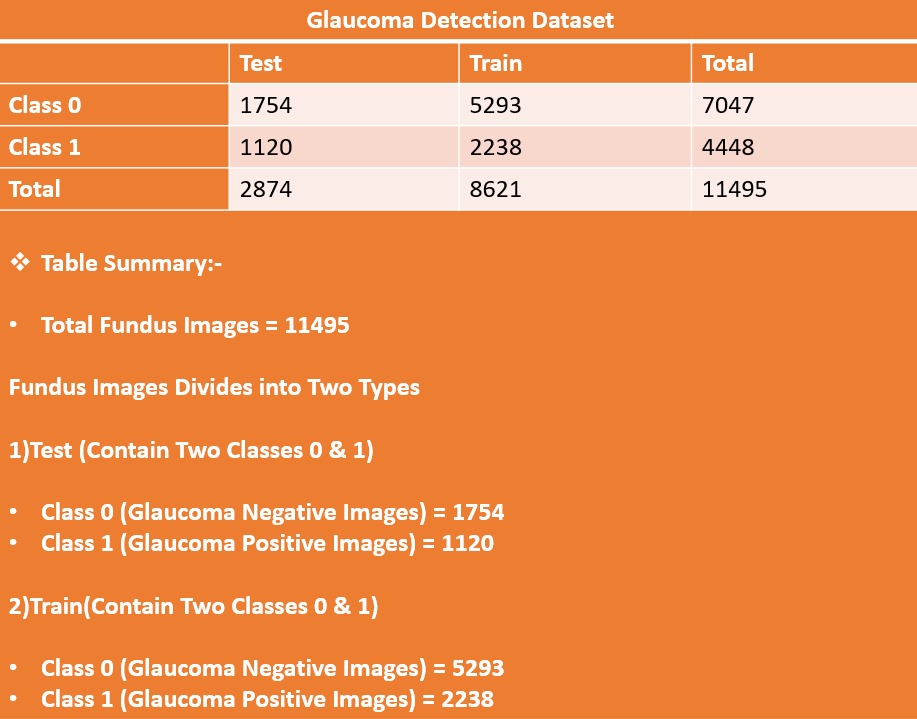 Glaucoma Detection Dataset
Test Train Total
Class 0 1754 5293 7047
Class 1 1120 2238 4448
Total 2874 8621 11495
❖ Table Summary:-
• Total Fundus Images = 11495
Fundus Images Divides into Two Types
1)Test (Contain Two Classes 0 & 1)
• Class 0 (Glaucoma Negative Images) = 1754
• Class 1 (Glaucoma Positive Images) = 1120
2)Train(Contain Two Classes 0 & 1)
• Class 0 (Glaucoma Negative Images) = 5293
• Class 1 (Glaucoma Positive Images) = 2238